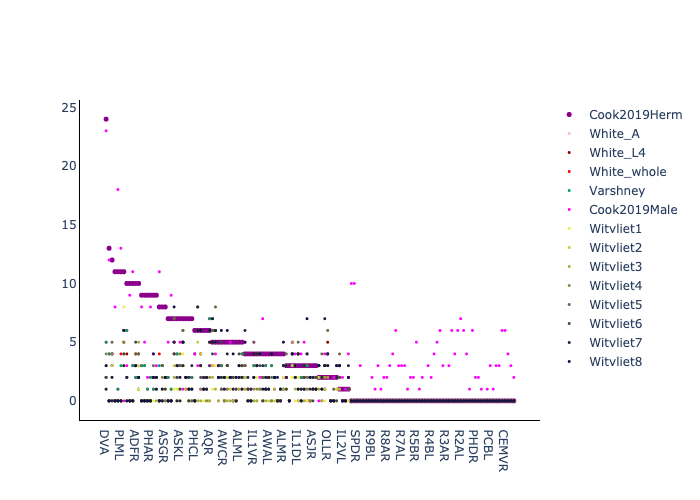 25
20
15
10
5
0
DVA
PLML
ADFR
PHAR
ASGR
ASKL
PHCL
AQR
AWCR
ALML
IL1VR
AWAL
ALMR
IL1DL
ASJR
OLLR
IL2VL
SPDR
R9BL
R8AR
R7AL
R5BR
R4BL
R3AR
R2AL
PHDR
PCBL
CEMVR
Cook2019Herm
White_A
White_L4
White_whole
Varshney
Cook2019Male
Witvliet1
Witvliet2
Witvliet3
Witvliet4
Witvliet5
Witvliet6
Witvliet7
Witvliet8